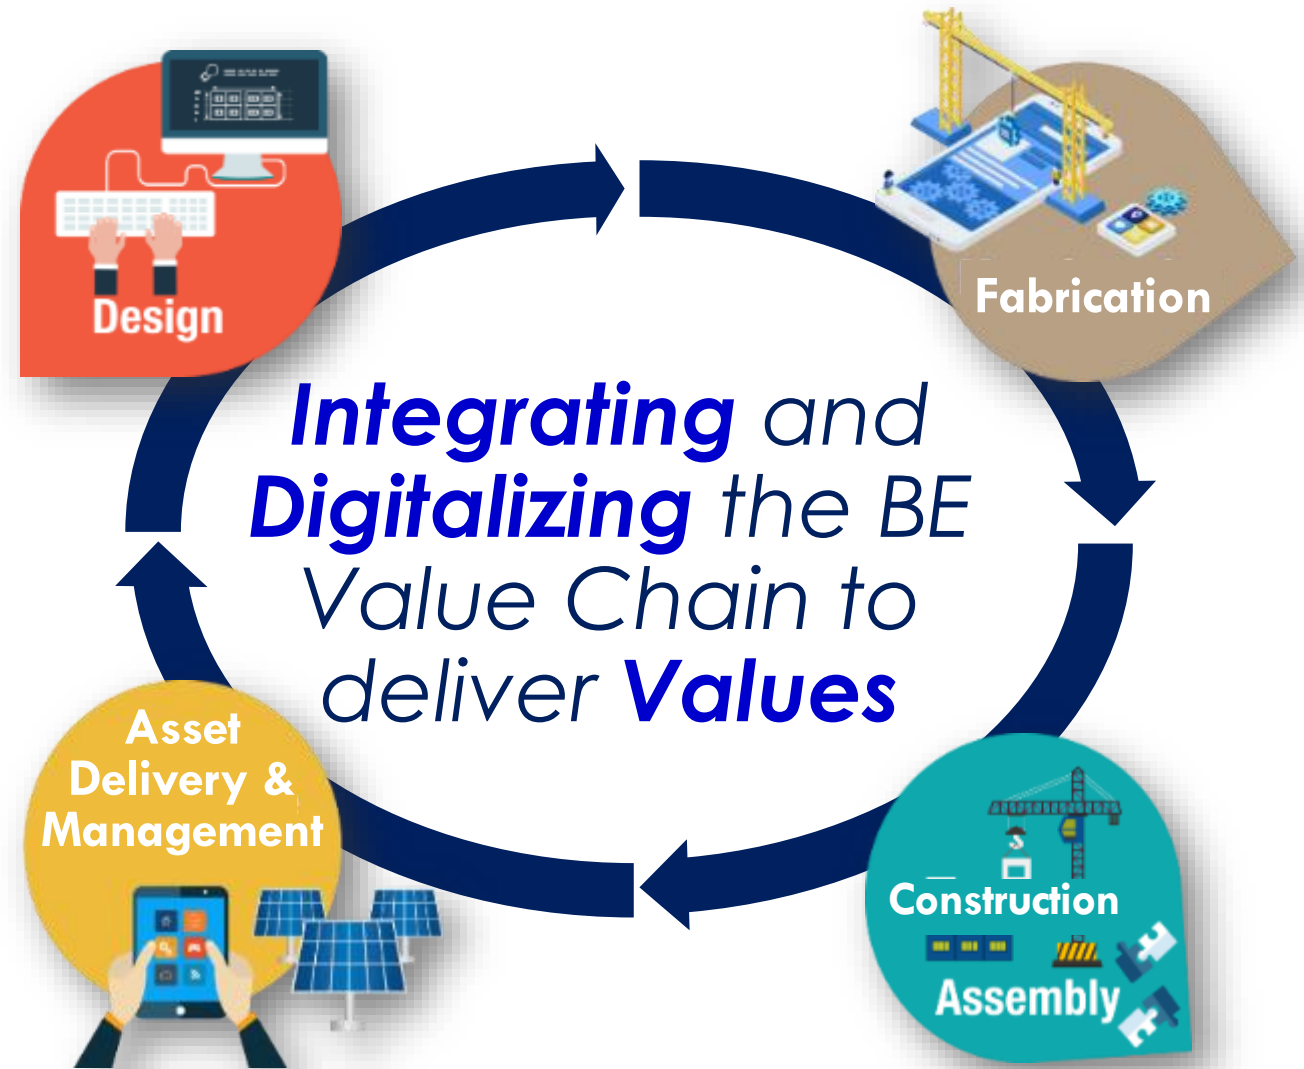 Design
Fabrication
Integrating and
Digitalizing the BE
Value Chain to
deliver Values
Asset
Delivery &
Management
Construction
Assembly